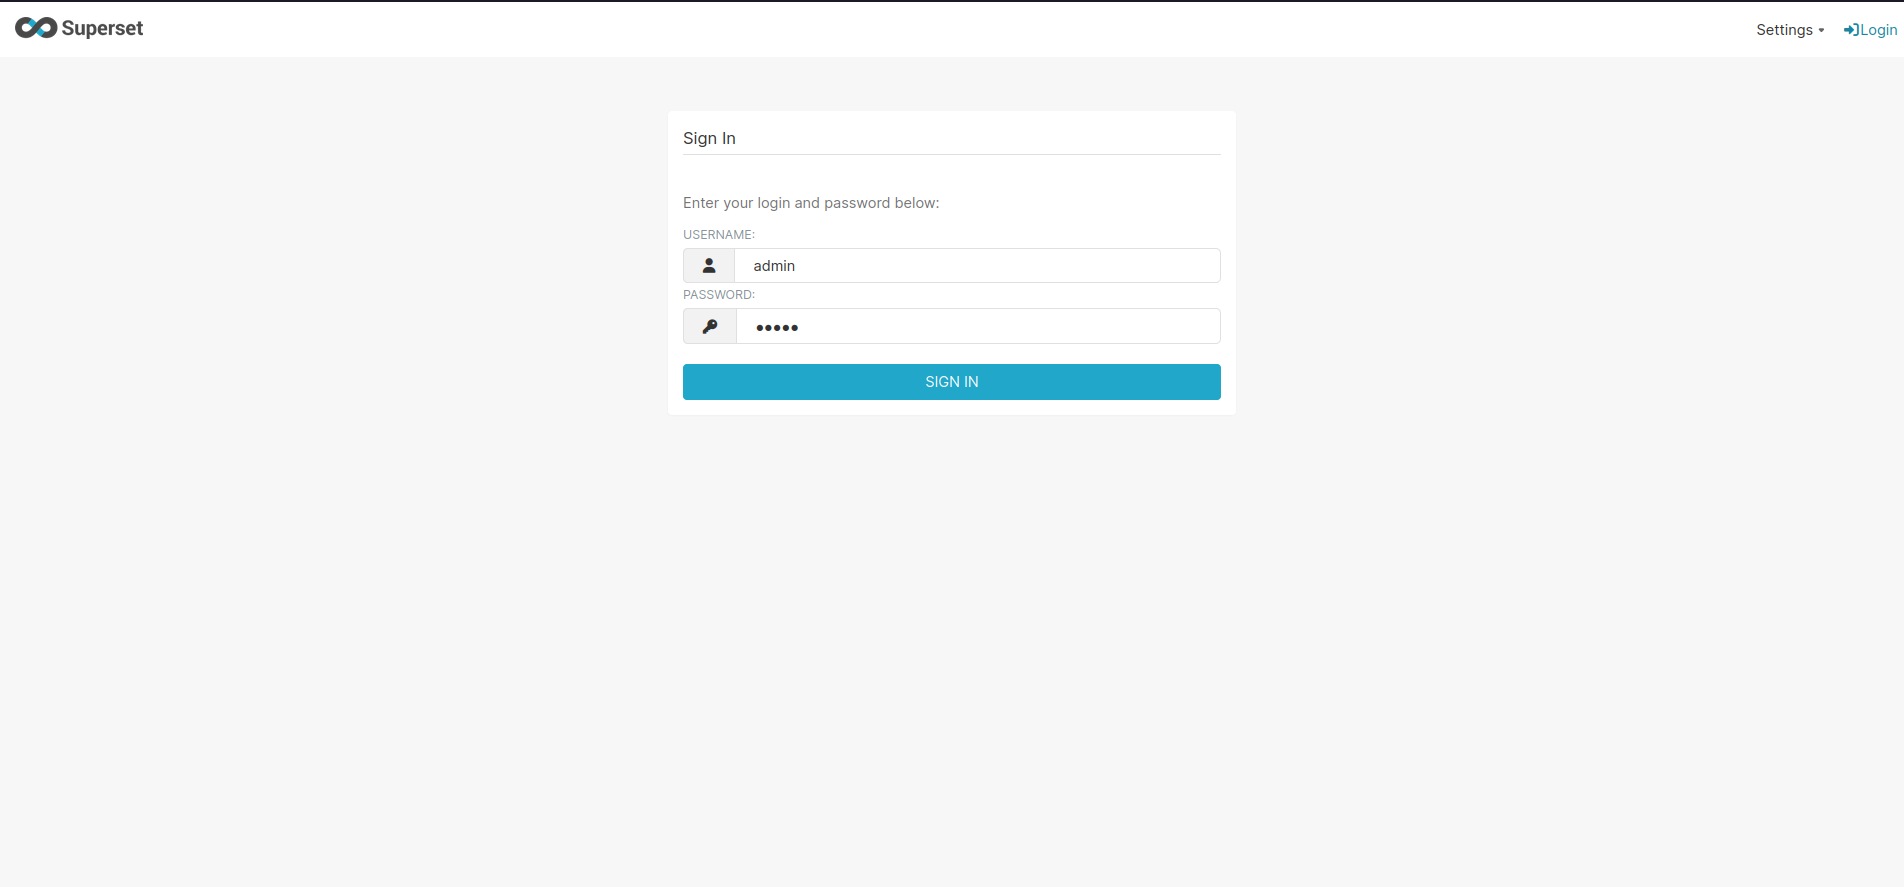 Superset
Settings Login
Sign In
Enter your login and password below:
USERNAME:
admin
PASSWORD:
•••••
SIGN IN